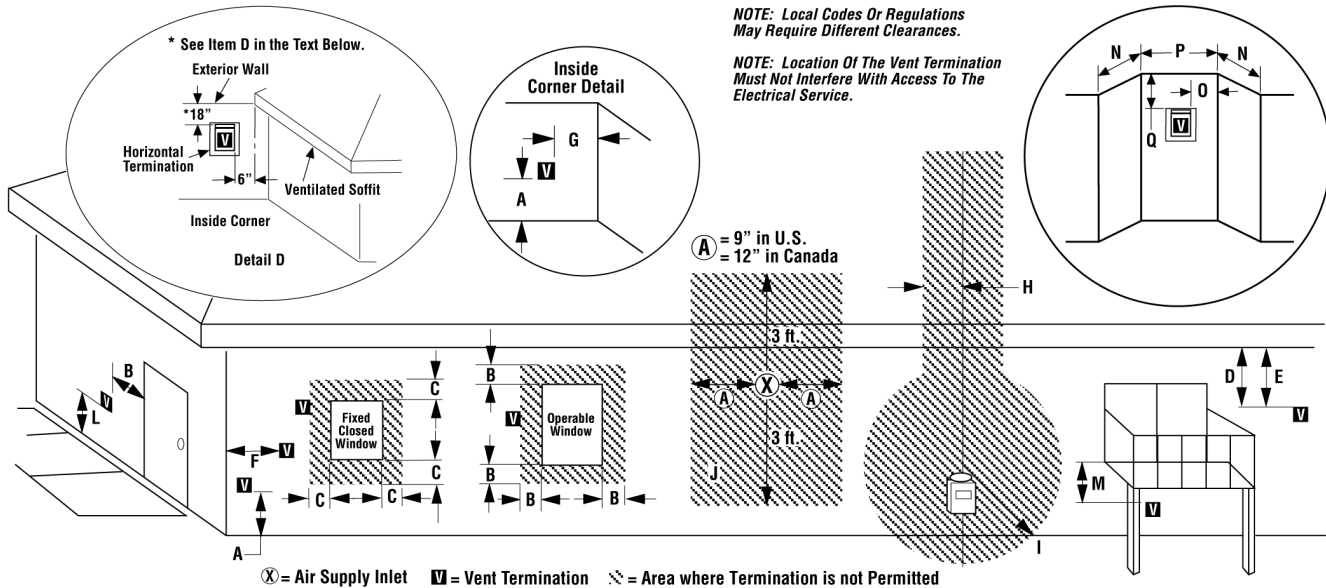 * See Item D in the Text Below.
Exterior Wall
*18"
V
Horizontal
Termination
6"
Ventilated Soffit
Inside Corner
Detail D
Inside
Corner Detail
G
V
A
NOTE: Local Codes Or Regulations
May Require Different Clearances.
NOTE: Location Of The Vent Termination
Must Not Interfere With Access To The
Electrical Service.
N P N
O
V
Q
A = 9” in U.S.
= 12” in Canada
H
3 ft.
A X A
3 ft.
J
I
B
V
L
F V
V
A
V
Fixed
Closed
Window
C
C
C C
V
Operable
Window
B
B
B B
D E
V
M
V
X = Air Supply Inlet V = Vent Termination = Area where Termination is not Permitted